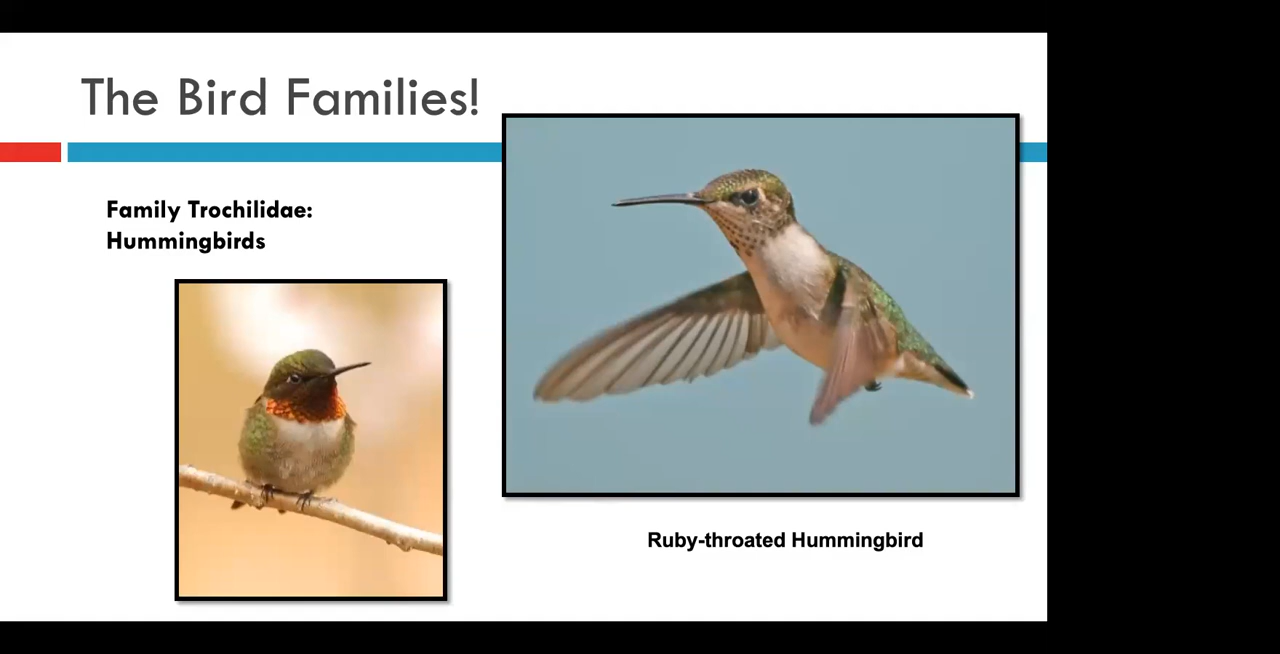 The Bird Families!
Family Trochilidae:
Hummingbirds
Ruby-throated Hummingbird